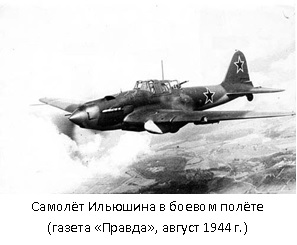 Самолёт Ильюшина в боевом полёте
(газета «Правда», август 1944 г.)